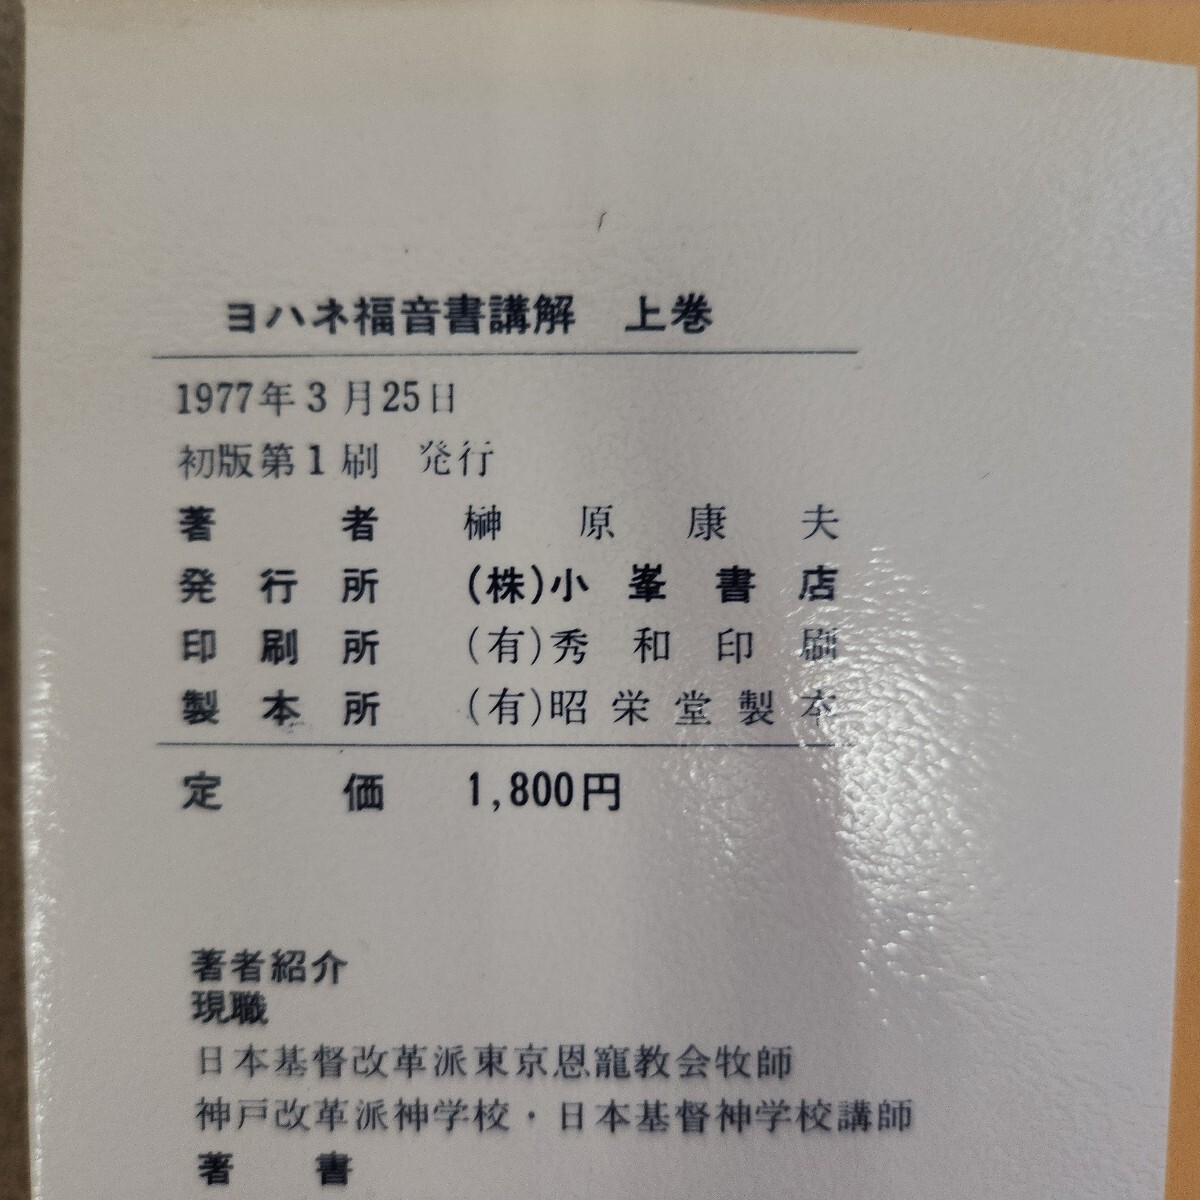 ヨハネ福音書講解 上巻
1977年3月25日
初版第1刷 発行
著者 榊原康夫
発行所 (株)小峯書店
印刷所 (有)秀和印刷
製本所 (有)昭栄堂製本
定価 1,800円
著者紹介
現職
日本基督改革派東京恩寵教会牧師
神戸改革派神学校・日本基督神学校講師
著書